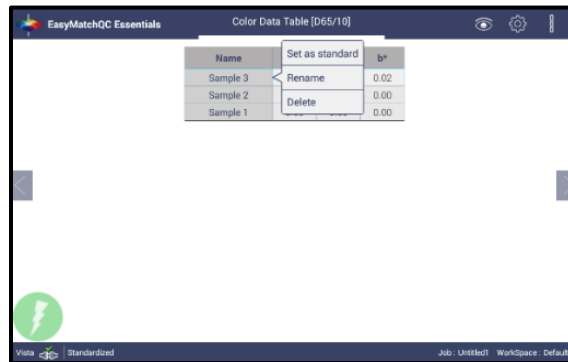 EasyMatchQC Essentials
Color Data Table [D65/10]
Name b*
Set as standard
Sample 3 0.02
Rename
Sample 2 0.00
Delete
Sample 1 0.00
Vista Standardized
Job: Untitled1 WorkSpace: Default